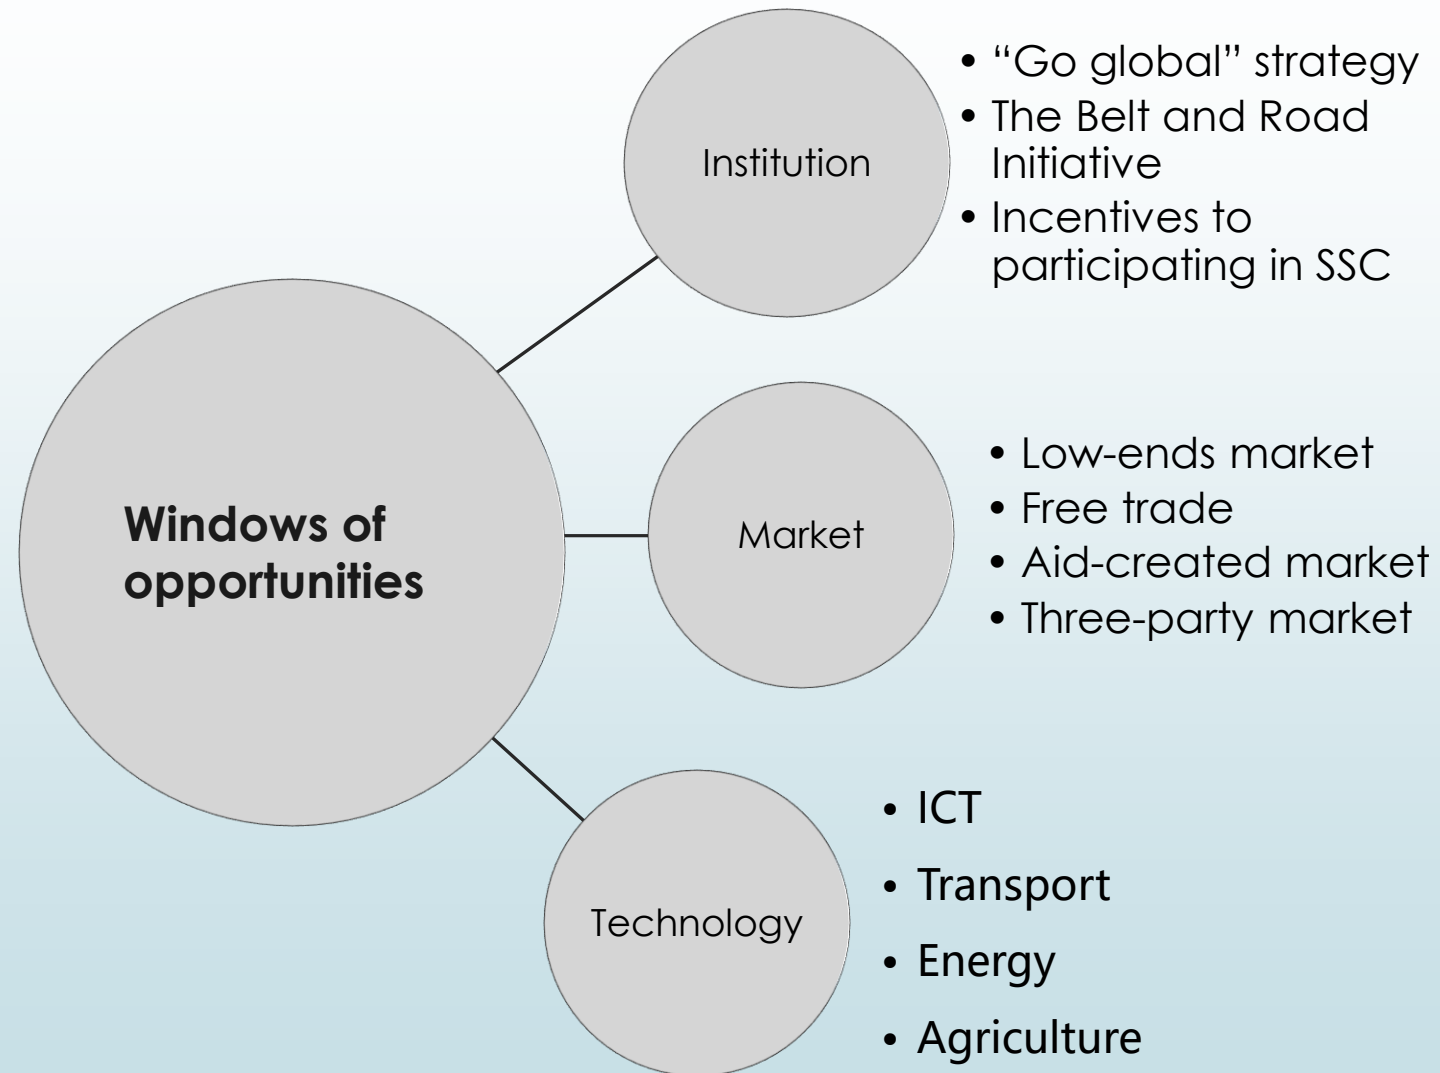 Windows of
opportunities
Institution
• “Go global” strategy
• The Belt and Road
Initiative
• Incentives to
participating in SSC
Market
• Low-ends market
• Free trade
• Aid-created market
• Three-party market
Technology
• ICT
• Transport
• Energy
• Agriculture